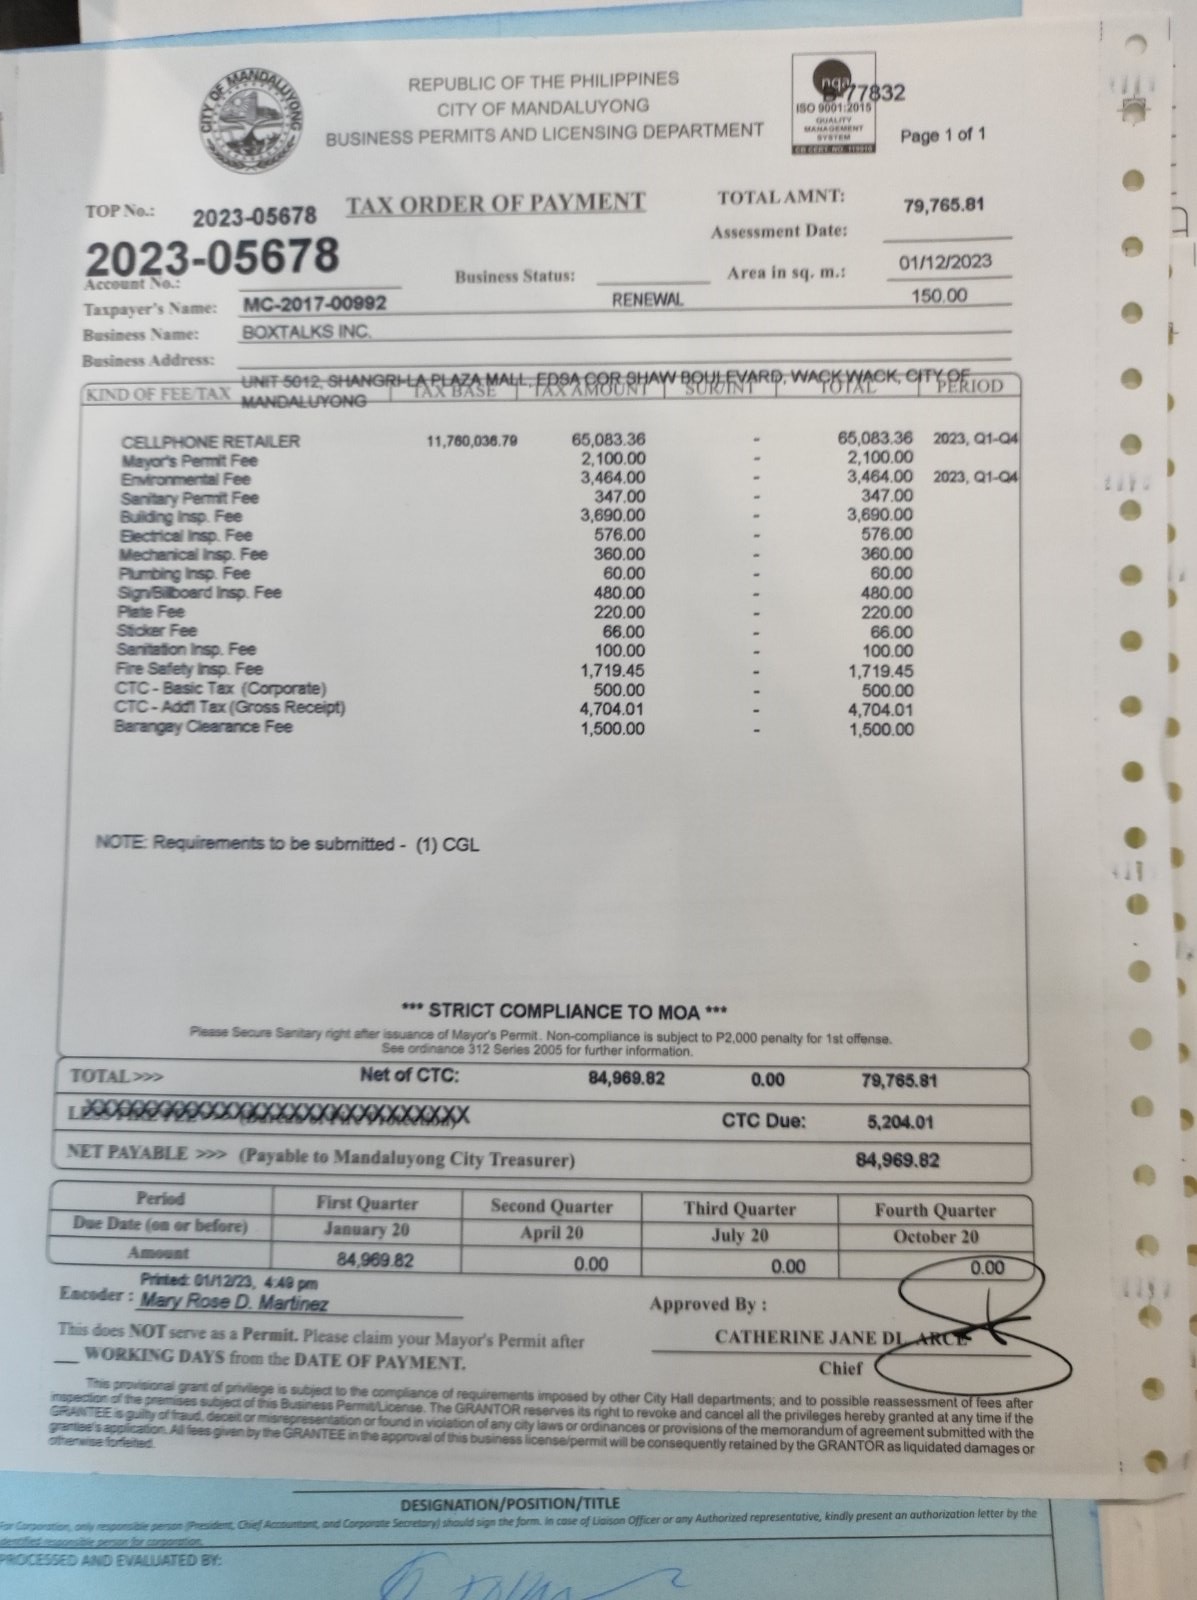 CITY OF MANDALUYONG
REPUBLIC OF THE PHILIPPINES
CITY OF MANDALUYONG
BUSINESS PERMITS AND LICENSING DEPARTMENT
nqa
B-77832
ISO 9001:2015
QUALITY
MANAGEMENT
SYSTEM
Page 1 of 1
TOP No.: 2023-05678 TAX ORDER OF PAYMENT TOTAL AMNT: 79,765.81
2023-05678 Assessment Date:
Account No.: Business Status: Area in sq. m.: 01/12/2023
Taxpayer's Name: MC-2017-00992 RENEWAL 150.00
Business Name: BOXTALKS INC.
Business Address:
UNIT 5012, SHANGRI-LA PLAZA MALL, EDSA COR SHAW BOULEVARD, WACK WACK, CITY OF
MANDALUYONG
KIND OF FEE/TAX TAX BASE TAX AMOUNT SUR/INT TOTAL PERIOD
CELLPHONE RETAILER 11,760,036.79 65,083.36 - 65,083.36 2023, Q1-Q4
Mayor's Permit Fee 2,100.00 - 2,100.00
Environmental Fee 3,464.00 - 3,464.00 2023, Q1-Q4
Sanitary Permit Fee 347.00 - 347.00
Building Insp. Fee 3,690.00 - 3,690.00
Electrical Insp. Fee 576.00 - 576.00
Mechanical Insp. Fee 360.00 - 360.00
Plumbing Insp. Fee 60.00 - 60.00
Sign/Billboard Insp. Fee 480.00 - 480.00
Plate Fee 220.00 - 220.00
Sticker Fee 66.00 - 66.00
Sanitation Insp. Fee 100.00 - 100.00
Fire Safety Insp. Fee 1,719.45 - 1,719.45
CTC - Basic Tax (Corporate) 500.00 - 500.00
CTC - Add'l Tax (Gross Receipt) 4,704.01 - 4,704.01
Barangay Clearance Fee 1,500.00 - 1,500.00
NOTE: Requirements to be submitted - (1) CGL
*** STRICT COMPLIANCE TO MOA ***
Please Secure Sanitary right after issuance of Mayor's Permit. Non-compliance is subject to P2,000 penalty for 1st offense.
See ordinance 312 Series 2005 for further information.
TOTAL >>> Net of CTC: 84,969.82 0.00 79,765.81
CTC Due: 5,204.01
NET PAYABLE >>> (Payable to Mandaluyong City Treasurer) 84,969.82
Period First Quarter Second Quarter Third Quarter Fourth Quarter
Due Date (on or before) January 20 April 20 July 20 October 20
Amount 84,969.82 0.00 0.00 0.00
Printed: 01/12/23, 4:49 pm
Encoder : Mary Rose D. Martinez Approved By :
This does NOT serve as a Permit. Please claim your Mayor's Permit after CATHERINE JANE DL. ARCE
___ WORKING DAYS from the DATE OF PAYMENT. Chief
This provisional grant of privilege is subject to the compliance of requirements imposed by other City Hall departments; and to possible reassessment of fees after
inspection of the premises subject of this Business Permit/License. The GRANTOR reserves its right to revoke and cancel all the privileges hereby granted at any time if the
GRANTEE is guilty of fraud, deceit or misrepresentation or found in violation of any city laws or ordinances or provisions of the memorandum of agreement submitted with the
grantee's application. All fees given by the GRANTEE in the approval of this business license/permit will be consequently retained by the GRANTOR as liquidated damages or
otherwise forfeited.
DESIGNATION/POSITION/TITLE
For Corporation, only responsible person (President, Chief Accountant, and Corporate Secretary) should sign the form. In case of Liaison Officer or any Authorized representative, kindly present an authorization letter by the
identified responsible person for corporation.
PROCESSED AND EVALUATED BY: